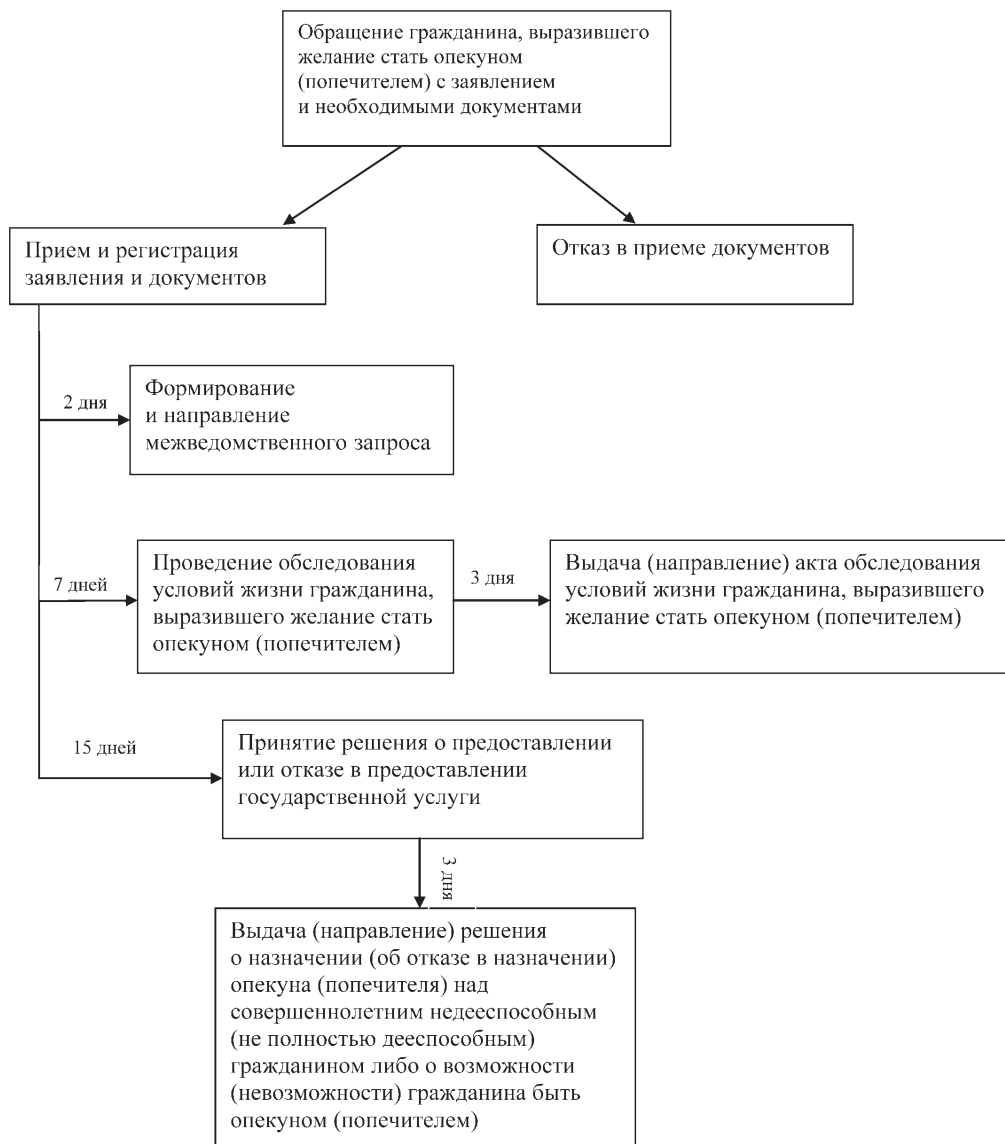 Обращение гражданина, выразившего
желание стать опекуном
(попечителем) с заявлением
и необходимыми документами
Прием и регистрация
заявления и документов
Отказ в приеме документов
2 дня
Формирование
и направление
межведомственного запроса
7 дней
Проведение обследования
условий жизни гражданина,
выразившего желание стать
опекуном (попечителем)
3 дня
Выдача (направление) акта обследования
условий жизни гражданина, выразившего
желание стать опекуном (попечителем)
15 дней
Принятие решения о предоставлении
или отказе в предоставлении
государственной услуги
3 дня
Выдача (направление) решения
о назначении (об отказе в назначении)
опекуна (попечителя) над
совершеннолетним недееспособным
(не полностью дееспособным)
гражданином либо о возможности
(невозможности) гражданина быть
опекуном (попечителем)